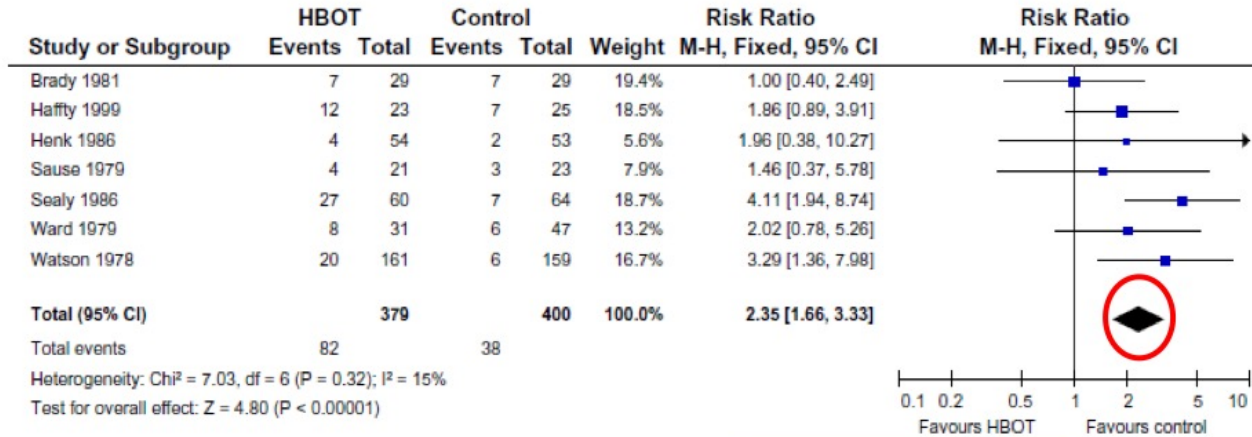 HBOT Control Risk Ratio Risk Ratio
Study or Subgroup Events Total Events Total Weight M-H, Fixed, 95% CI M-H, Fixed, 95% CI
Brady 1981 7 29 7 29 19.4% 1.00 [0.40, 2.49]
Haffty 1999 12 23 7 25 18.5% 1.86 [0.89, 3.91]
Henk 1986 4 54 2 53 5.6% 1.96 [0.38, 10.27]
Sause 1979 4 21 3 23 7.9% 1.46 [0.37, 5.78]
Sealy 1986 27 60 7 64 18.7% 4.11 [1.94, 8.74]
Ward 1979 8 31 6 47 13.2% 2.02 [0.78, 5.26]
Watson 1978 20 161 6 159 16.7% 3.29 [1.36, 7.98]
Total (95% CI) 379 400 100.0% 2.35 [1.66, 3.33]
Total events 82 38
Heterogeneity: Chi² = 7.03, df = 6 (P = 0.32); I² = 15%
Test for overall effect: Z = 4.80 (P < 0.00001)
0.1 0.2 0.5 1 2 5 10
Favours HBOT Favours control